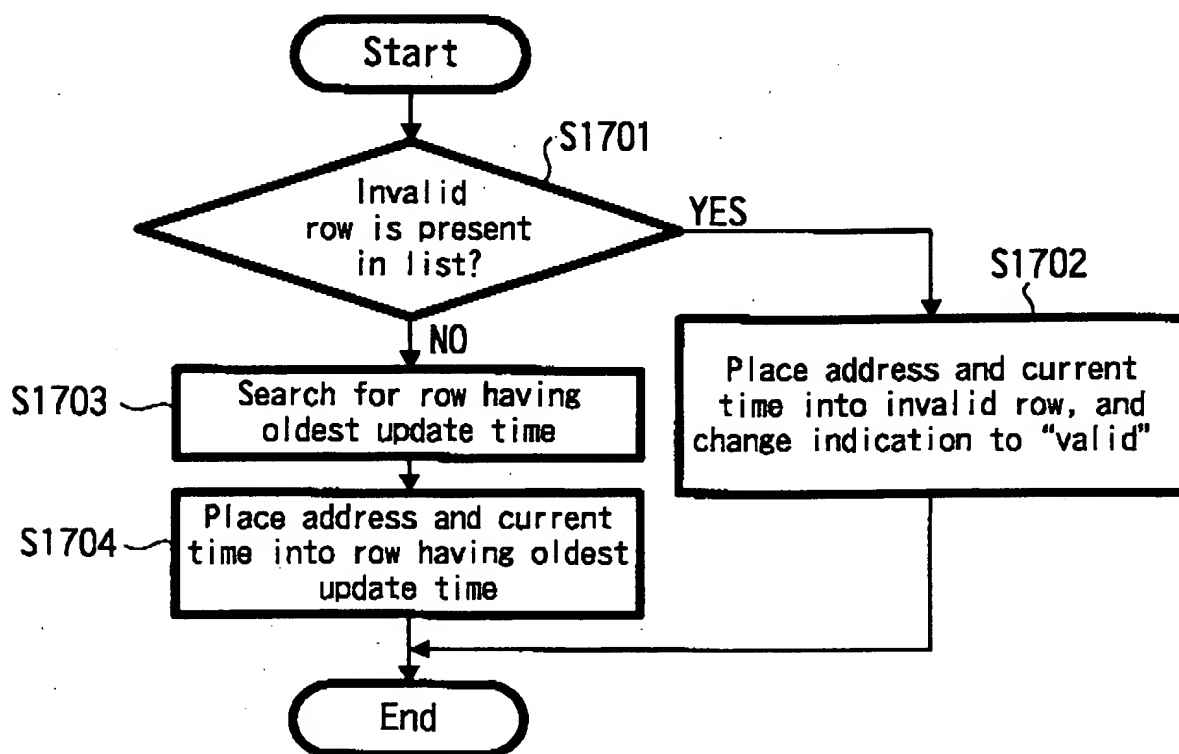 Start
S1701
Invalid
row is present
in list?
YES
NO
S1702
Place address and current
time into invalid row, and
change indication to “valid”
S1703
Search for row having
oldest update time
S1704
Place address and current
time into row having oldest
update time
End